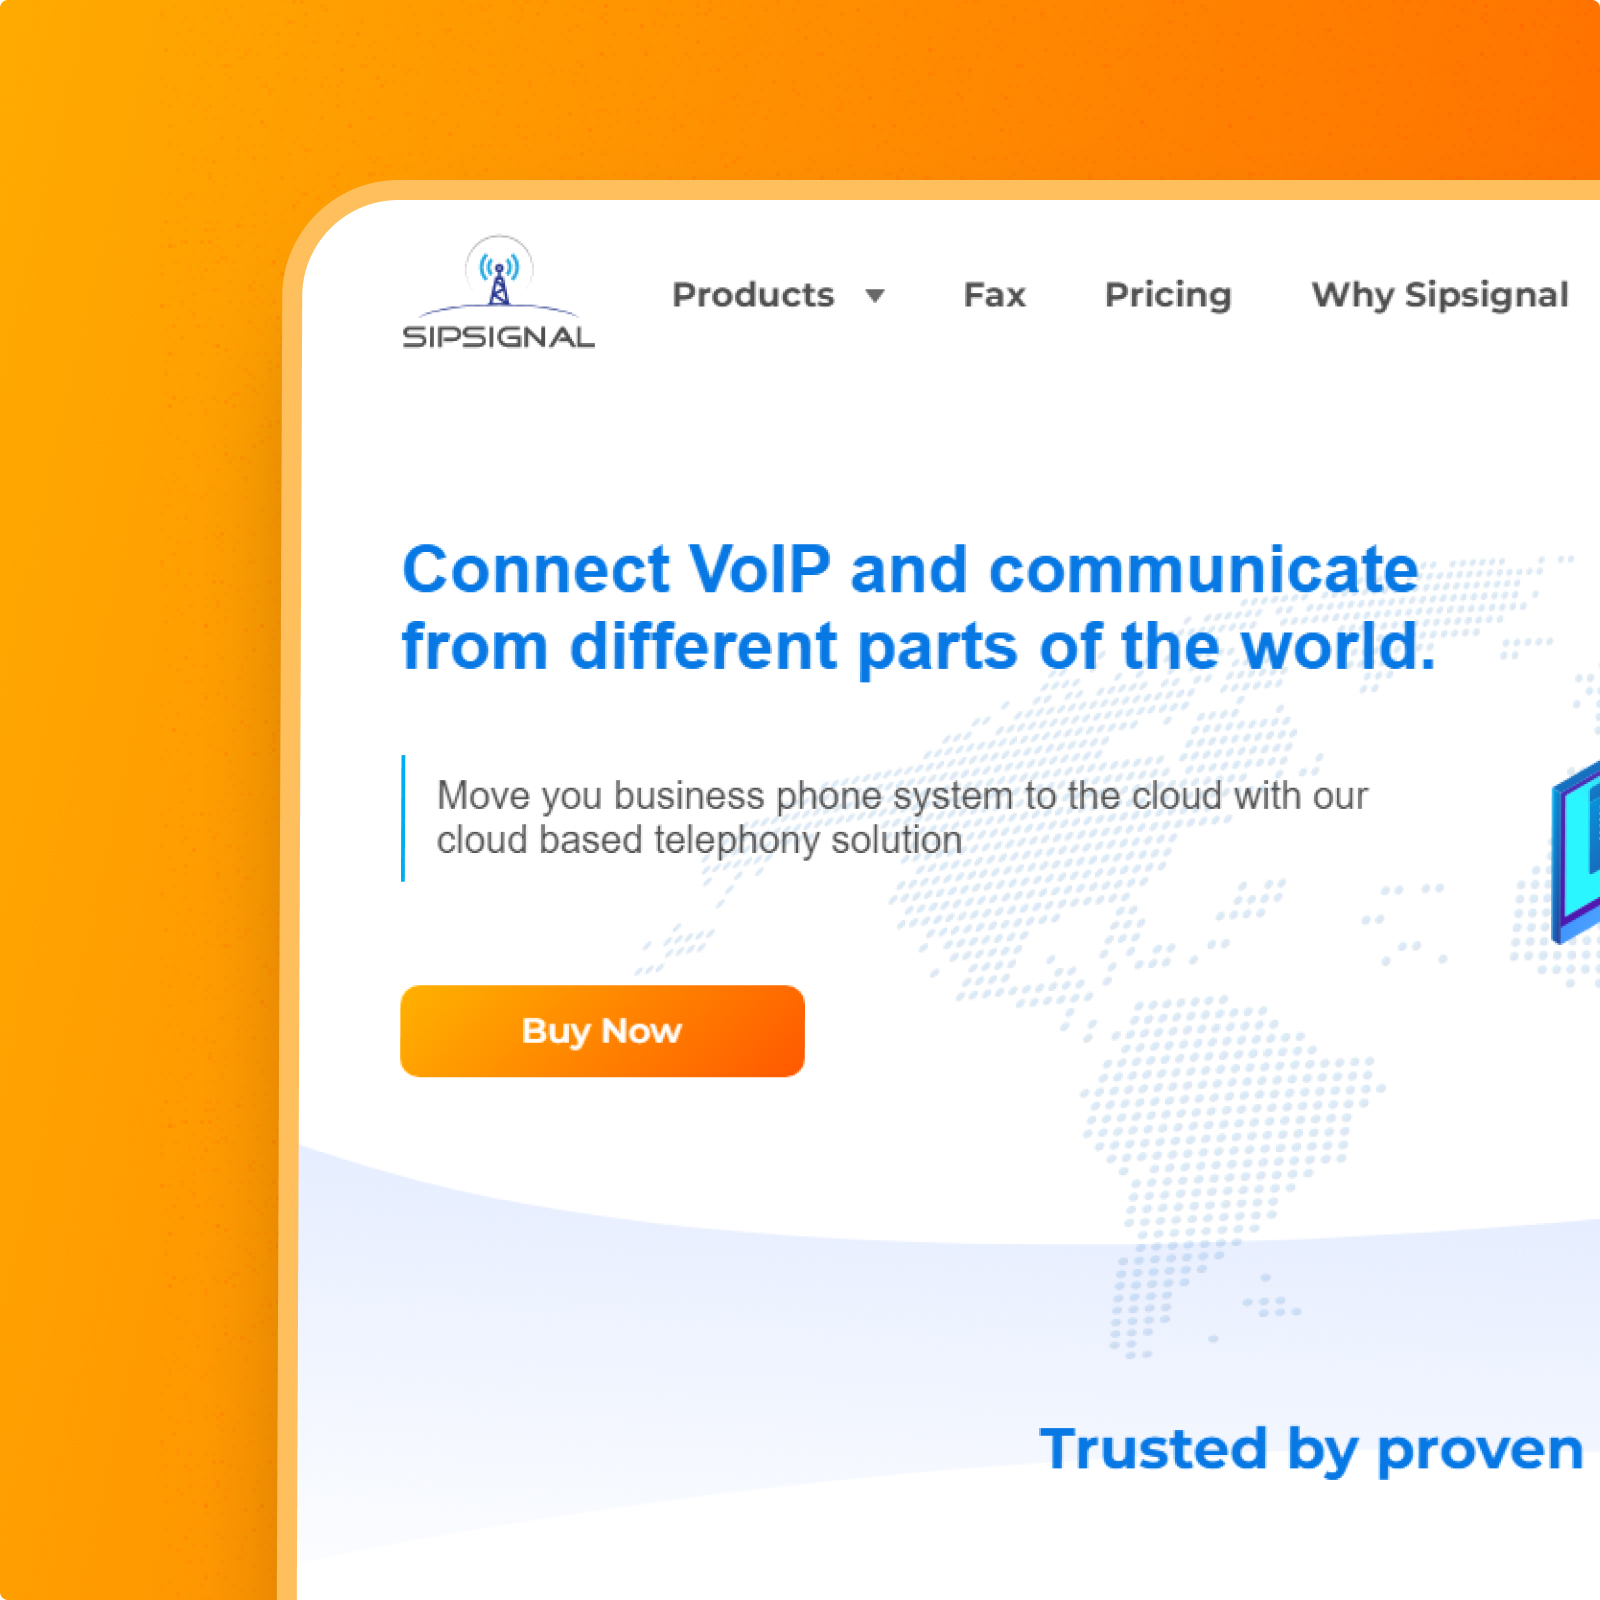 SIPSIGNAL
Products
Fax
Pricing
Why Sipsignal
Connect VoIP and communicate
from different parts of the world.
Move you business phone system to the cloud with our
cloud based telephony solution
Buy Now
Trusted by proven